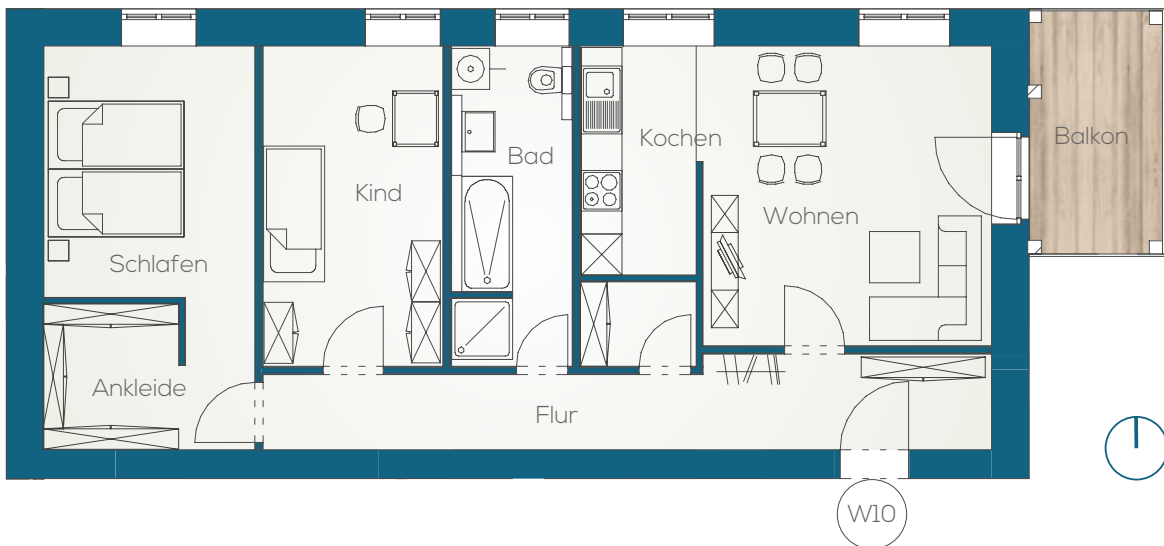 Kochen
Balkon
Bad
Kind
Wohnen
Schlafen
Ankleide
Flur
W10